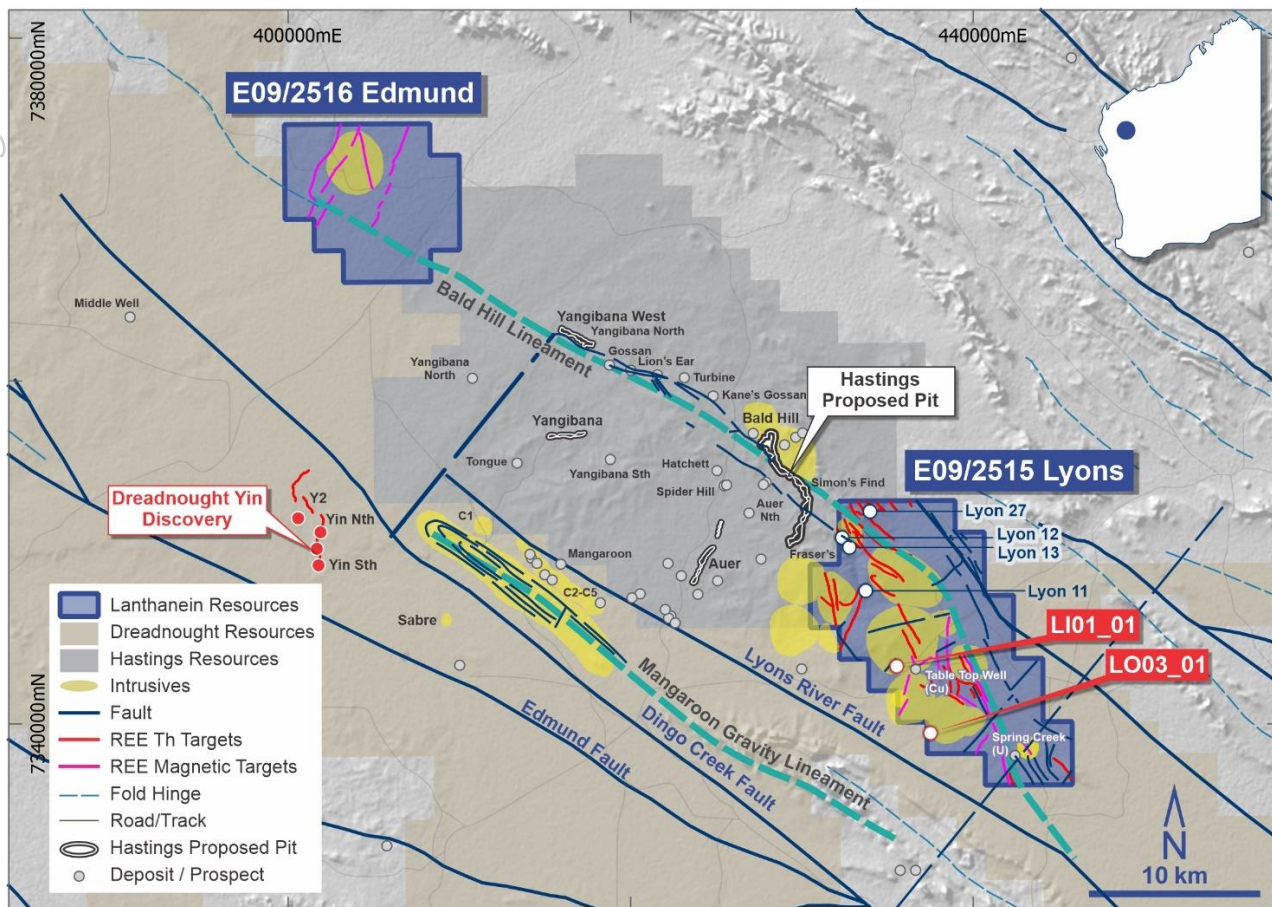 400000mE
440000mE
7380000mN
7340000mN
E09/2516 Edmund
Bald Hill Lineament
Middle Well
Yangibana West
Yangibana North
Gossan
Lion's Ear
Yangibana
North
Turbine
Kane's Gossan
Hastings
Proposed Pit
Bald Hill
Yangibana
Tongue
Yangibana Sth
Hatchett
Spider Hill
Simon's Find
E09/2515 Lyons
Auer
Nth
Lyon 27
Lyon 12
Lyon 13
Fraser's
Lyon 11
Dreadnought Yin
Discovery
Y2
Yin Nth
Yin Sth
C1
Mangaroon
C2-C5
Auer
Sabre
LI01_01
Table Top Well
(Cu)
LO03_01
Spring Creek
(U)
Lyons River Fault
Mangaroon Gravity Lineament
Dingo Creek Fault
Edmund Fault
Lanthanein Resources
Dreadnought Resources
Hastings Resources
Intrusives
Fault
REE Th Targets
REE Magnetic Targets
Fold Hinge
Road/Track
Hastings Proposed Pit
Deposit / Prospect
N
10 km